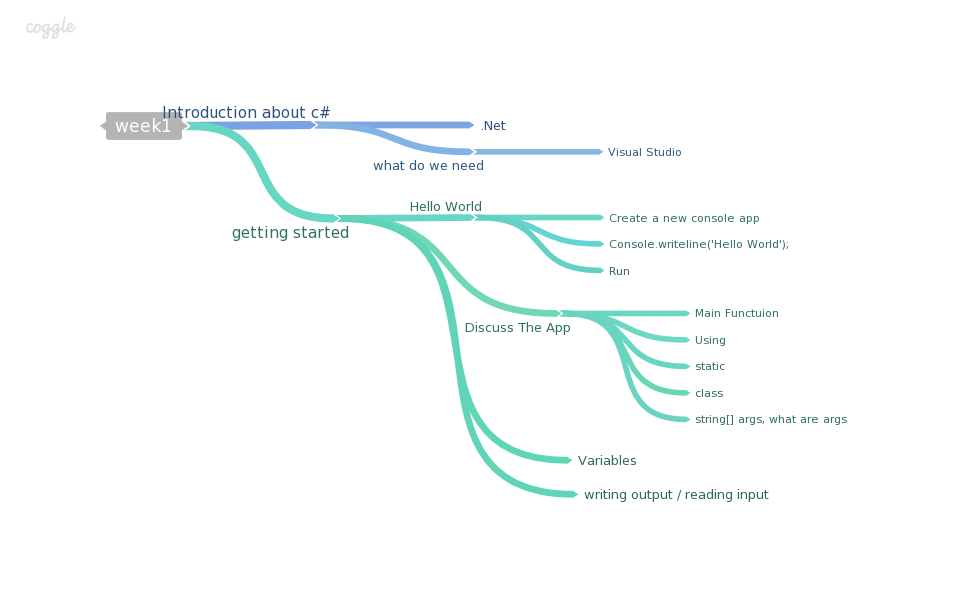 coggle
week1
Introduction about c#
.Net
what do we need
Visual Studio
getting started
Hello World
Create a new console app
Console.writeline('Hello World');
Run
Discuss The App
Main Functuion
Using
static
class
string[] args, what are args
Variables
writing output / reading input